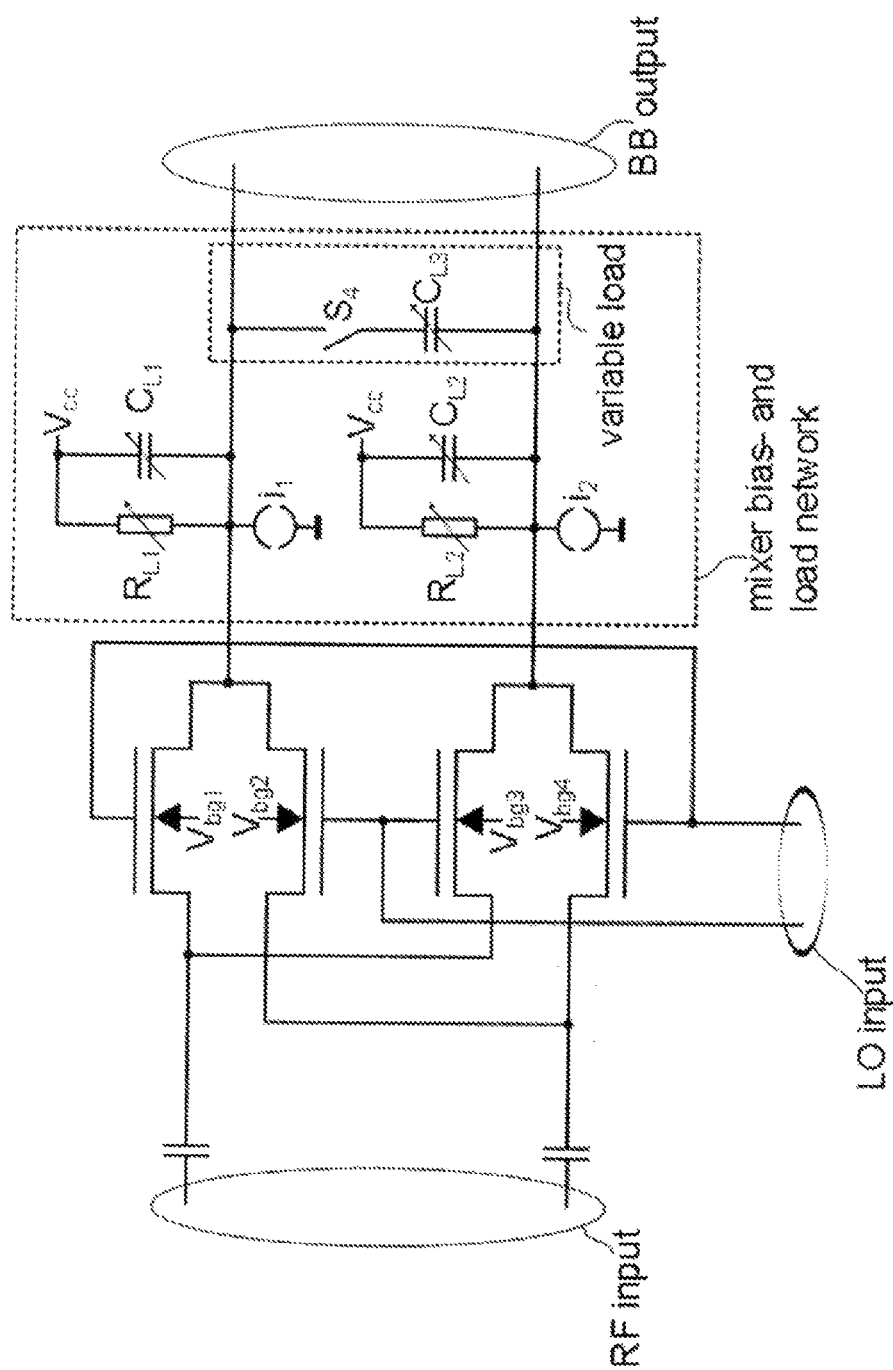 RF input
LO input
V_bg1
V_bg2
V_bg3
V_bg4
V_cc
R_L1
C_L1
i_1
S_4
C_L3
V_cc
R_L2
C_L2
i_2
variable load
mixer bias- and
load network
BB output